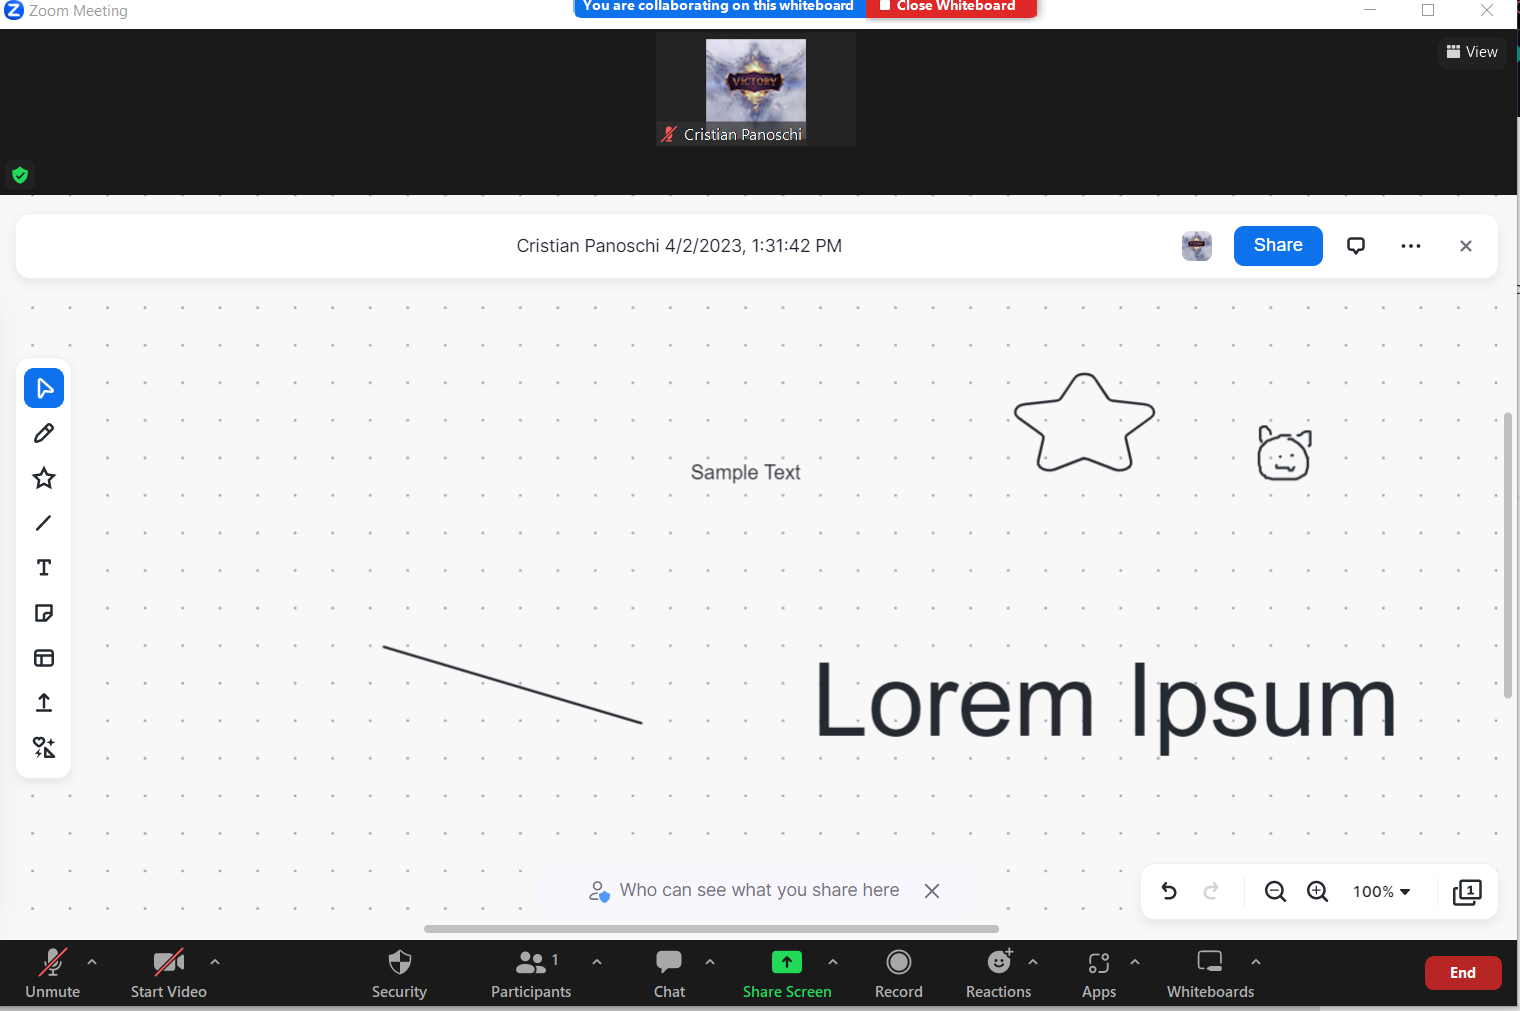 Zoom Meeting
You are collaborating on this whiteboard
Close Whiteboard
View
VICTORY
Cristian Panoschi
Cristian Panoschi 4/2/2023, 1:31:42 PM
Share
Sample Text
Lorem Ipsum
Who can see what you share here
100%
1
Unmute
Start Video
Security
Participants
1
Chat
Share Screen
Record
Reactions
Apps
Whiteboards
End